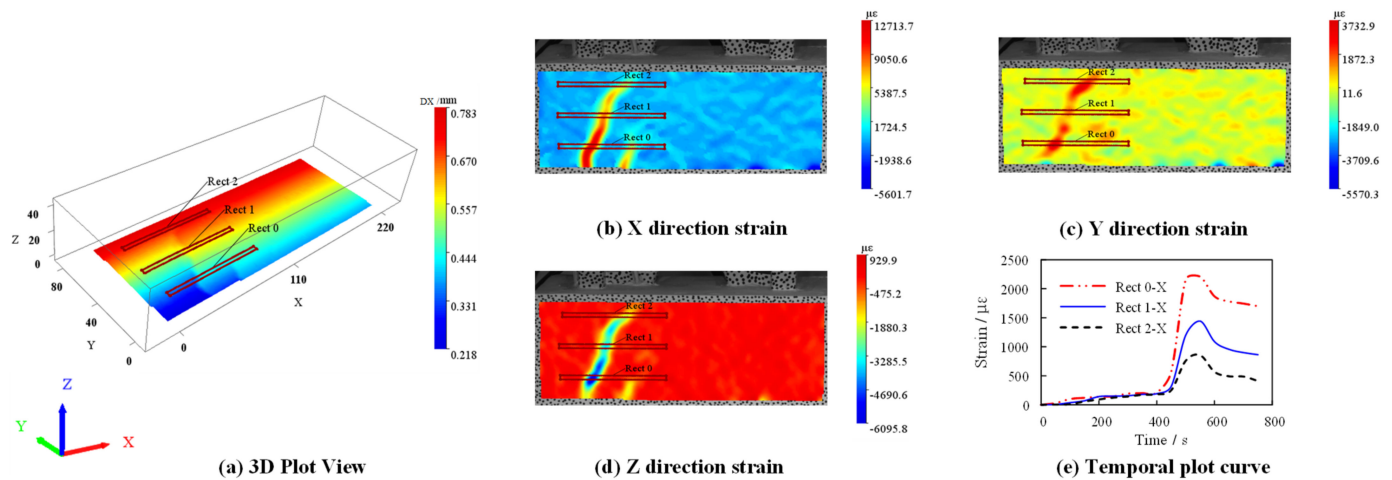 DX /mm
0.783
0.670
0.557
0.444
0.331
0.218
Rect 2
Rect 1
Rect 0
40
Z 20
0
80
40
Y
0
0
110
X
220
Z
Y
X
(a) 3D Plot View
με
12713.7
9050.6
5387.5
1724.5
-1938.6
-5601.7
Rect 2
Rect 1
Rect 0
(b) X direction strain
με
3732.9
1872.3
11.6
-1849.0
-3709.6
-5570.3
Rect 2
Rect 1
Rect 0
(c) Y direction strain
με
929.9
-475.2
-1880.3
-3285.5
-4690.6
-6095.8
Rect 2
Rect 1
Rect 0
(d) Z direction strain
2500
2000
1500
1000
500
0
Strain / με
Rect 0-X
Rect 1-X
Rect 2-X
0 200 400 600 800
Time / s
(e) Temporal plot curve